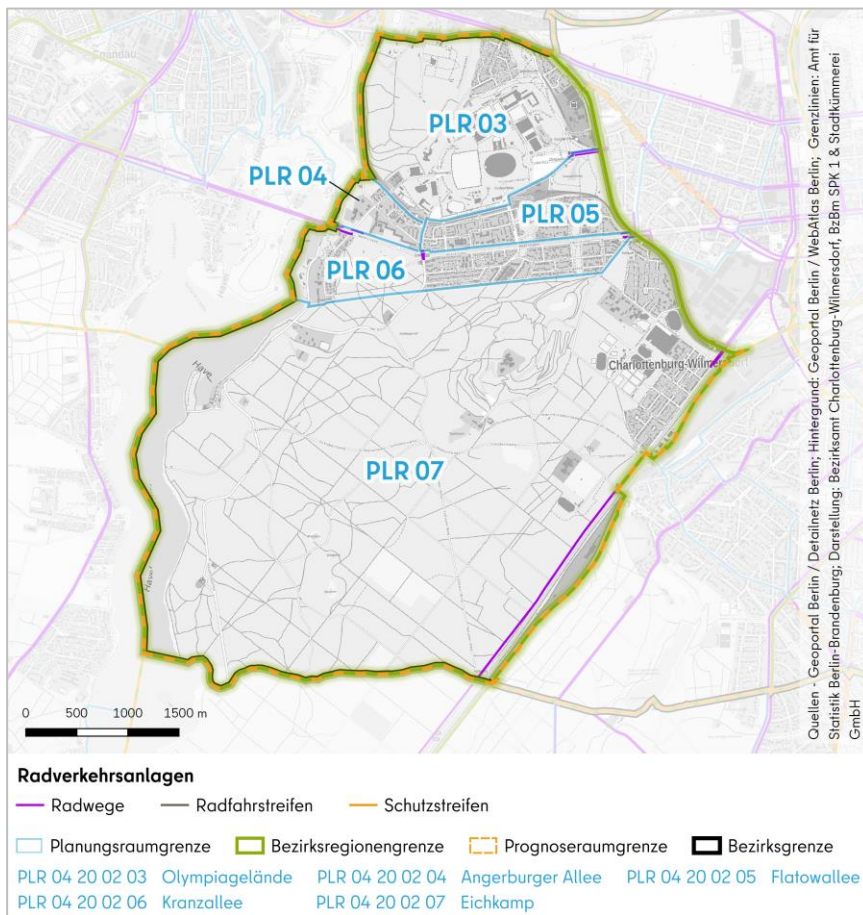 Spandau
PLR 03
PLR 04
PLR 05
PLR 06
Charlottenburg-Wilmersdorf
PLR 07
Havel
0 500 1000 1500 m
Quellen - Geoportal Berlin / Detailnetz Berlin; Hintergrund: Geoportal Berlin / WebAtlas Berlin; Grenzlinien: Amt für
Statistik Berlin-Brandenburg; Darstellung: Bezirksamt Charlottenburg-Wilmersdorf, BzBm SPK 1 & Stadtkümmerei
GmbH
Radverkehrsanlagen
Radwege Radfahrstreifen Schutzstreifen
Planungsraumgrenze Bezirksregionengrenze Prognoseraumgrenze Bezirksgrenze
PLR 04 20 02 03 Olympiagelände PLR 04 20 02 04 Angerburger Allee PLR 04 20 02 05 Flatowallee
PLR 04 20 02 06 Kranzallee PLR 04 20 02 07 Eichkamp